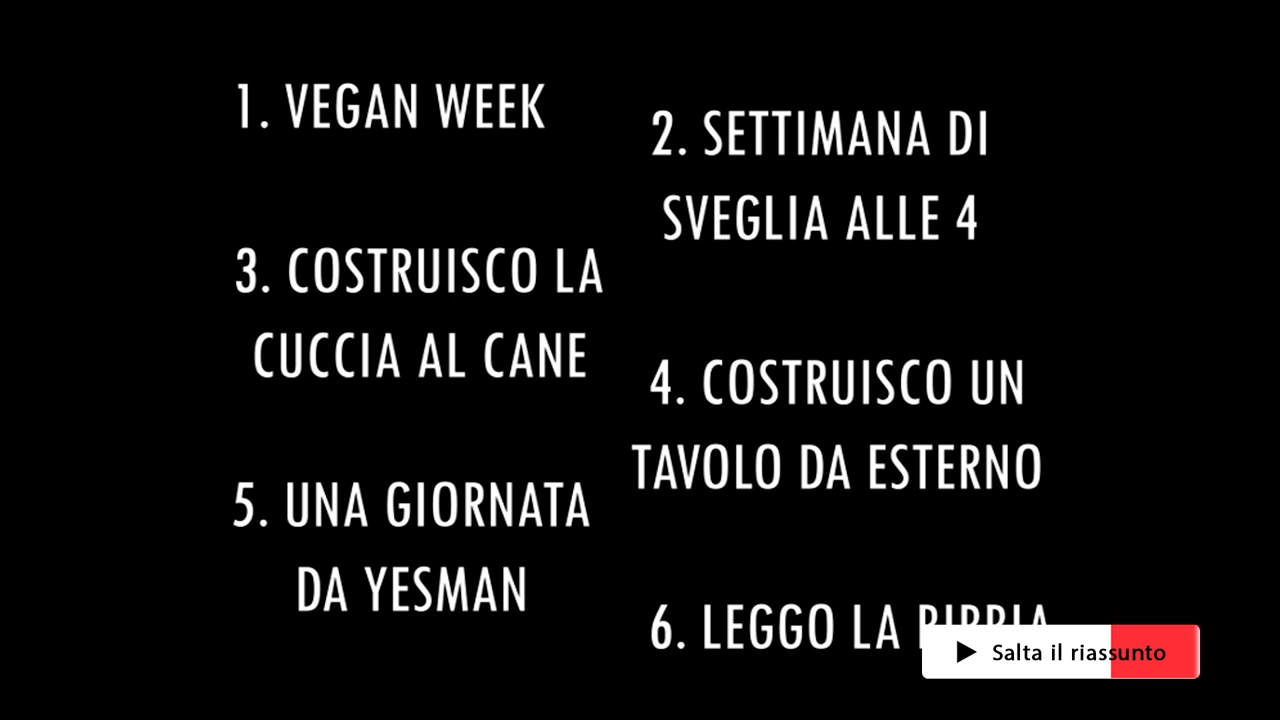 1. VEGAN WEEK
2. SETTIMANA DI
SVEGLIA ALLE 4
3. COSTRUISCO LA
CUCCIA AL CANE
4. COSTRUISCO UN
TAVOLO DA ESTERNO
5. UNA GIORNATA
DA YESMAN
6. LEGGO LA
Salta il riassunto